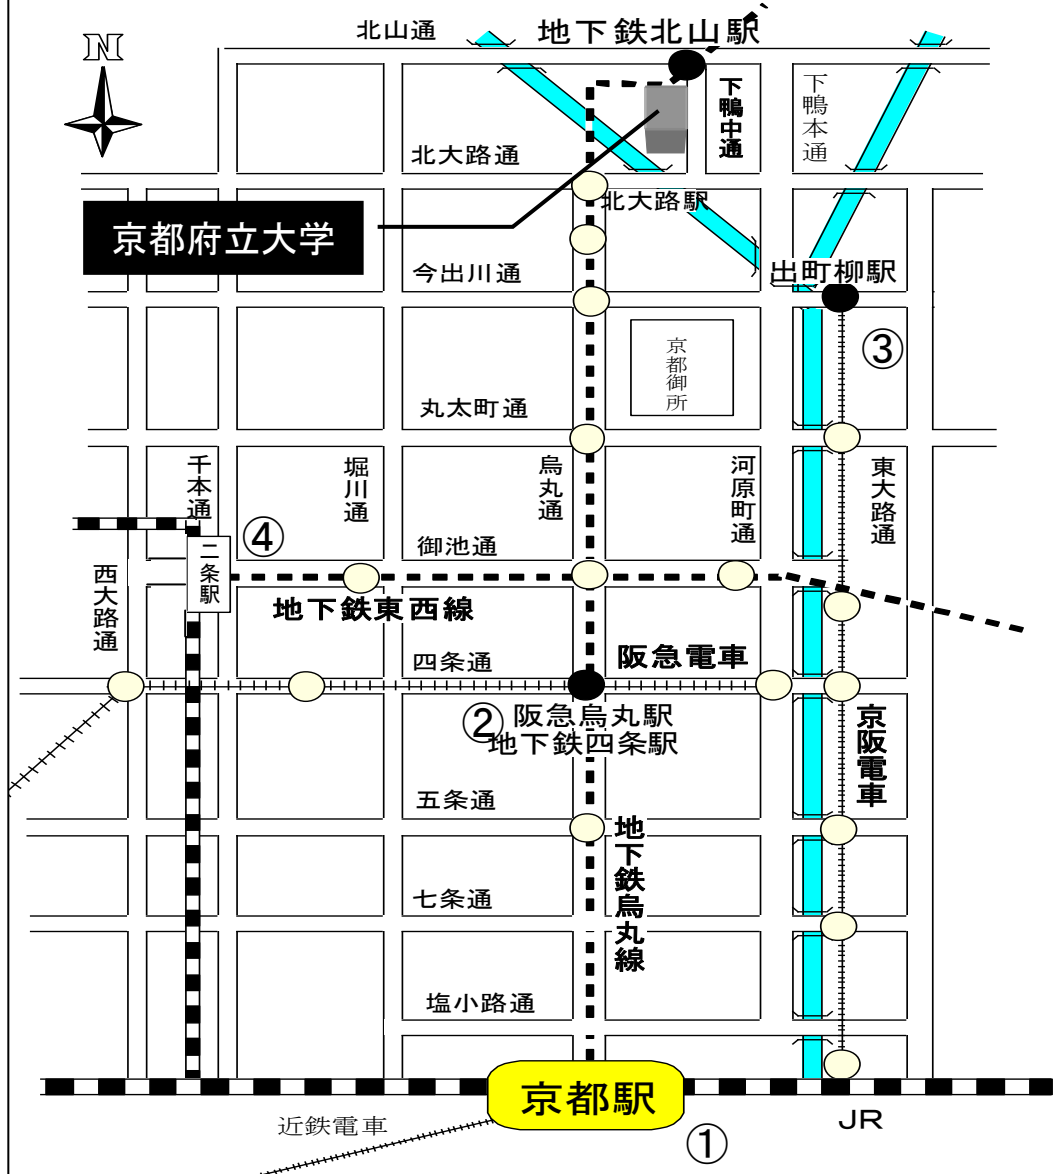 北山通
地下鉄北山駅
N
下鴨中通
下鴨本通
北大路通
北大路駅
京都府立大学
今出川通
出町柳駅
③
京都御所
丸太町通
千本通
堀川通
烏丸通
河原町通
東大路通
④
御池通
二条駅
西大路通
地下鉄東西線
四条通
阪急電車
②
阪急烏丸駅
地下鉄四条駅
京阪電車
五条通
地下鉄烏丸線
七条通
塩小路通
京都駅
近鉄電車
JR
①